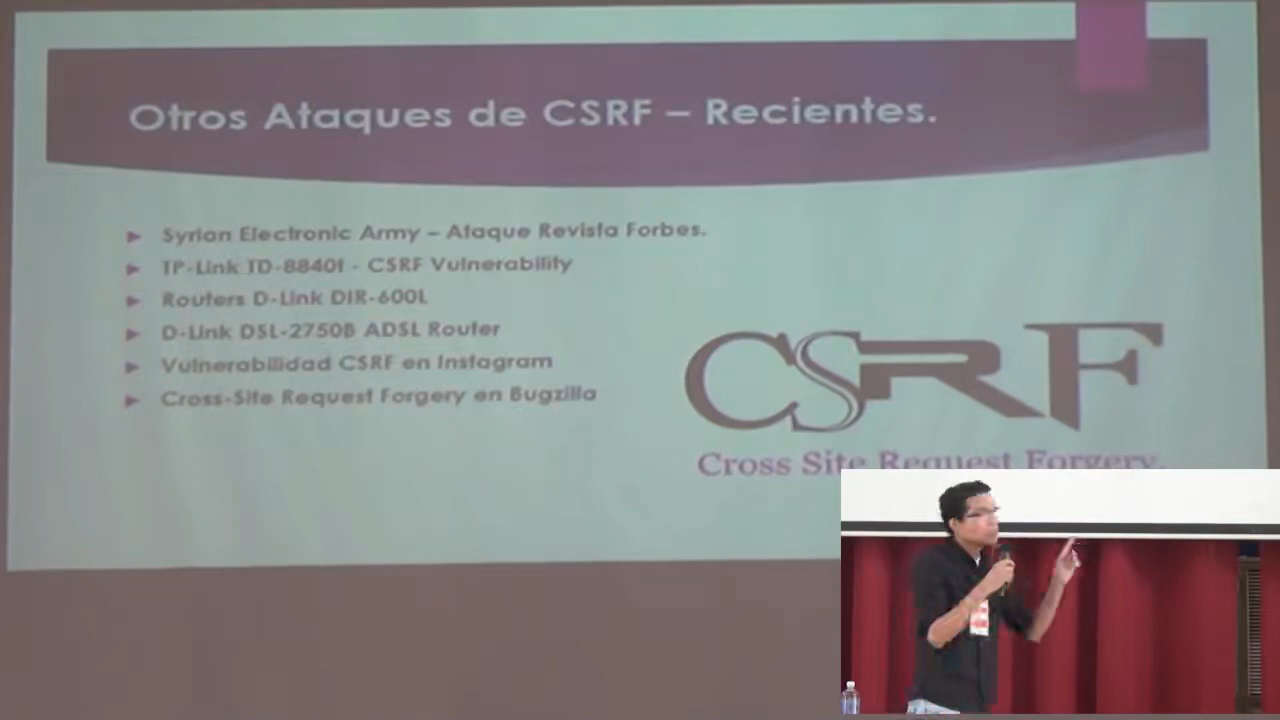 Otros Ataques de CSRF – Recientes.
Syrian Electronic Army – Ataque Revista Forbes.
TP-Link TD-8840t - CSRF Vulnerability
Routers D-Link DIR-600L
D-Link DSL-2750B ADSL Router
Vulnerabilidad CSRF en Instagram
Cross-Site Request Forgery en Bugzilla
CSRF
Cross Site Request Forgery.